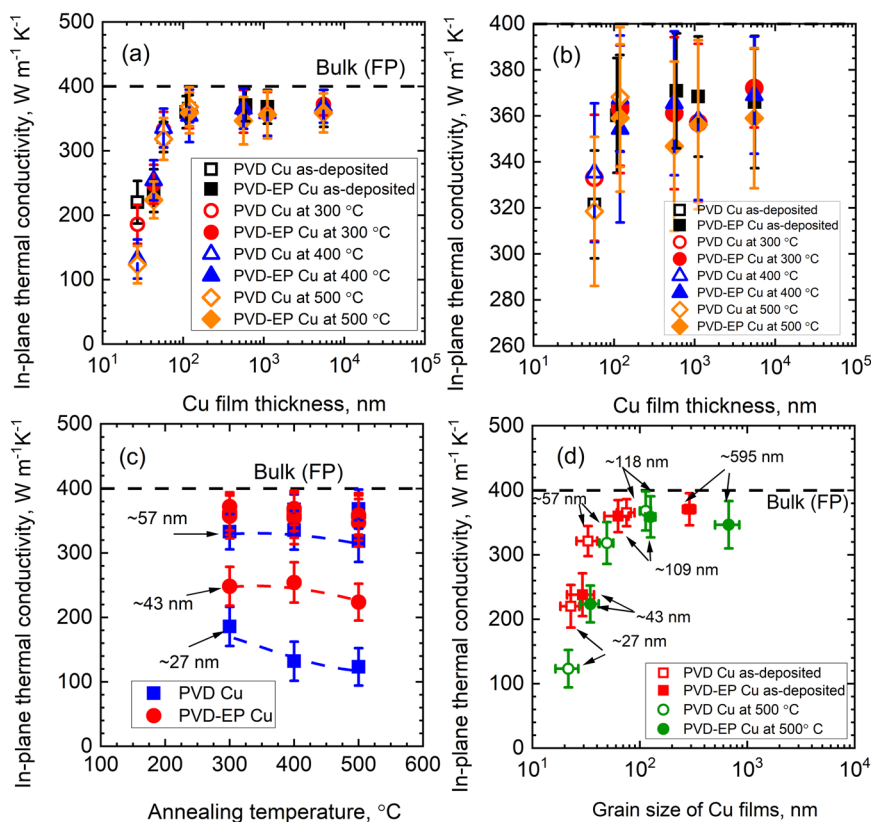 (a)
Bulk (FP)
In-plane thermal conductivity, W m⁻¹K⁻¹
500
400
300
200
100
0
PVD Cu as-deposited
PVD-EP Cu as-deposited
PVD Cu at 300 °C
PVD-EP Cu at 300 °C
PVD Cu at 400 °C
PVD-EP Cu at 400 °C
PVD Cu at 500 °C
PVD-EP Cu at 500 °C
10¹ 10² 10³ 10⁴ 10⁵
Cu film thickness, nm
(b)
In-plane thermal conductivity, W m⁻¹K⁻¹
400
380
360
340
320
300
280
260
PVD Cu as-deposited
PVD-EP Cu as-deposited
PVD Cu at 300 °C
PVD-EP Cu at 300 °C
PVD Cu at 400 °C
PVD-EP Cu at 400 °C
PVD Cu at 500 °C
PVD-EP Cu at 500 °C
10¹ 10² 10³ 10⁴ 10⁵
Cu film thickness, nm
(c)
Bulk (FP)
In-plane thermal conductivity, W m⁻¹K⁻¹
500
400
300
200
100
0
~57 nm
~43 nm
~27 nm
PVD Cu
PVD-EP Cu
100 200 300 400 500 600
Annealing temperature, °C
(d)
In-plane thermal conductivity, W m⁻¹K⁻¹
500
400
300
200
100
0
~118 nm
~595 nm
~57 nm
Bulk (FP)
~109 nm
~43 nm
~27 nm
PVD Cu as-deposited
PVD-EP Cu as-deposited
PVD Cu at 500 °C
PVD-EP Cu at 500° C
10¹ 10² 10³ 10⁴
Grain size of Cu films, nm